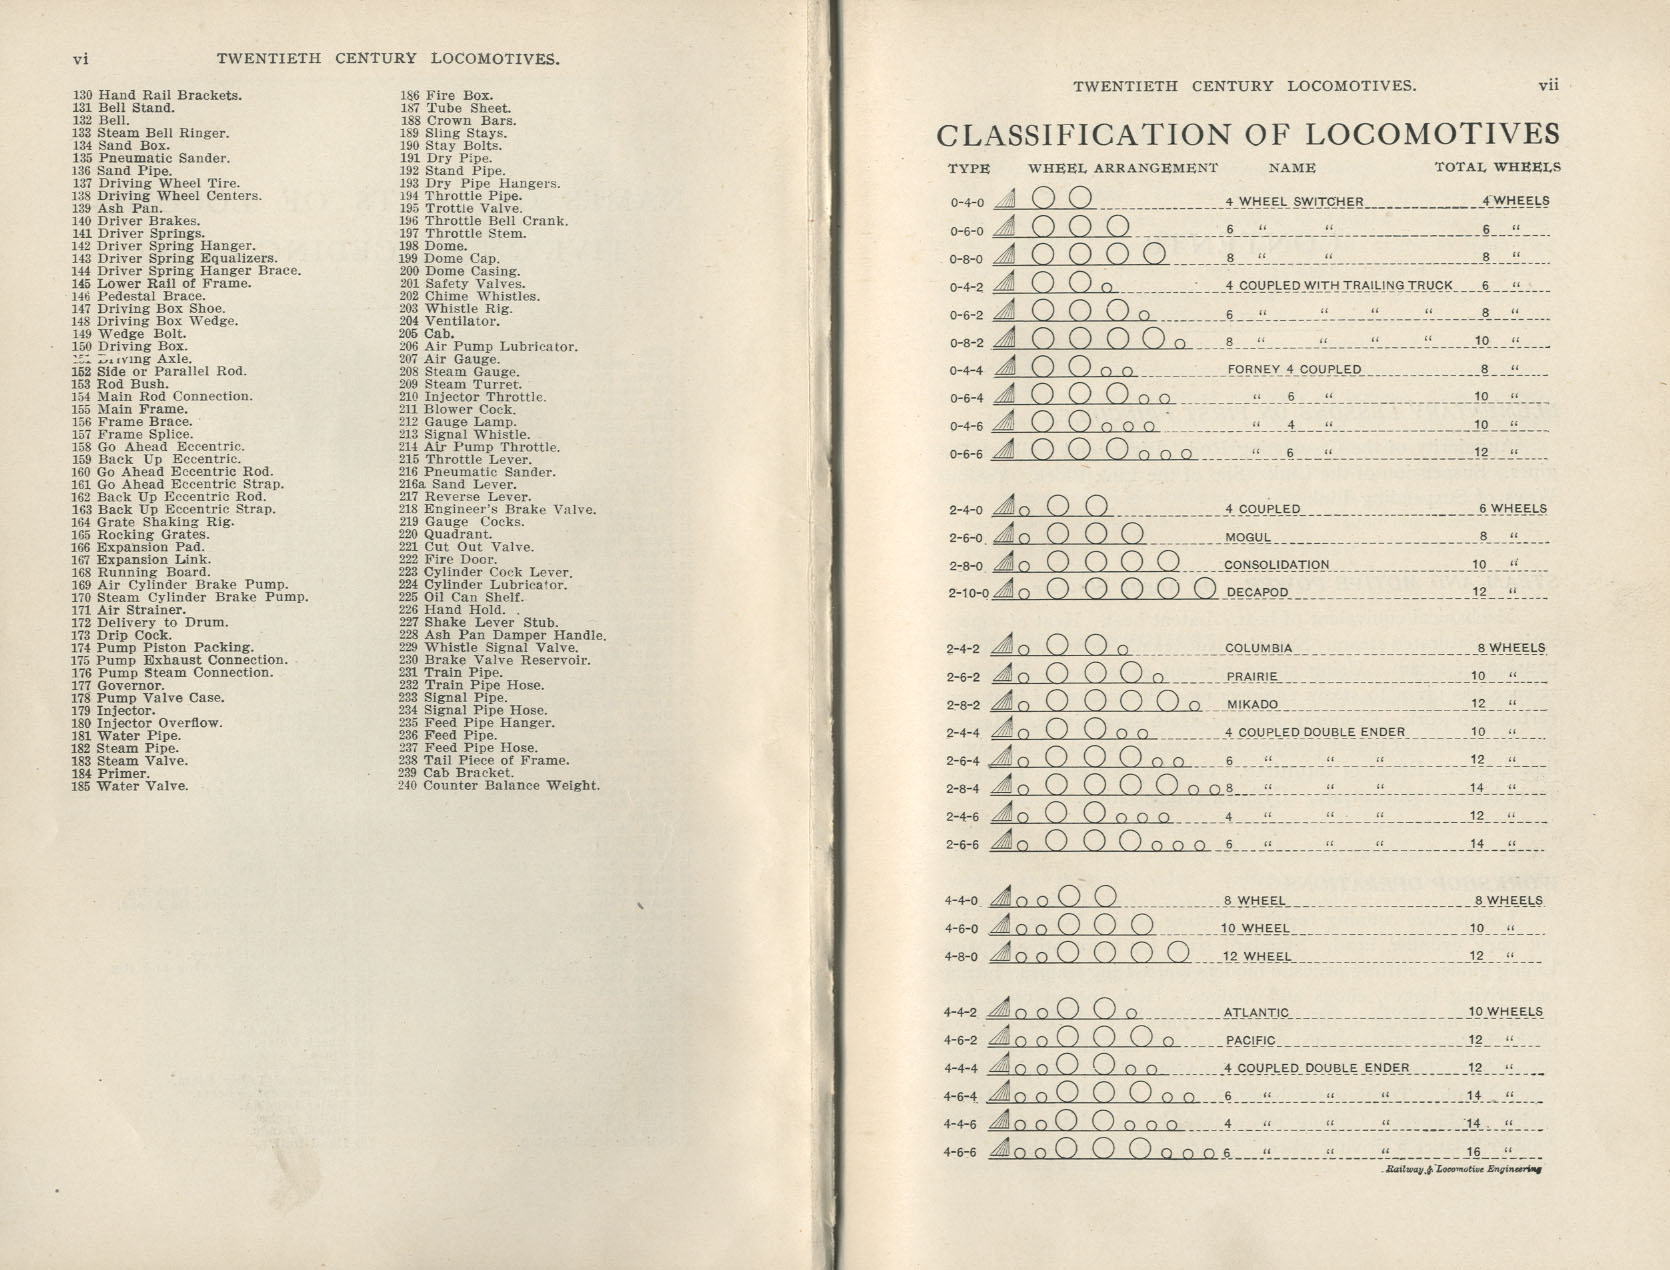 vi TWENTIETH CENTURY LOCOMOTIVES.
130 Hand Rail Brackets.
131 Bell Stand.
132 Bell.
133 Steam Bell Ringer.
134 Sand Box.
135 Pneumatic Sander.
136 Sand Pipe.
137 Driving Wheel Tire.
138 Driving Wheel Centers.
139 Ash Pan.
140 Driver Brakes.
141 Driver Springs.
142 Driver Spring Hanger.
143 Driver Spring Equalizers.
144 Driver Spring Hanger Brace.
145 Lower Rail of Frame.
146 Pedestal Brace.
147 Driving Box Shoe.
148 Driving Box Wedge.
149 Wedge Bolt.
150 Driving Box.
Driving Axle.
152 Side or Parallel Rod.
153 Rod Bush.
154 Main Rod Connection.
155 Main Frame.
156 Frame Brace.
157 Frame Splice.
158 Go Ahead Eccentric.
159 Back Up Eccentric.
160 Go Ahead Eccentric Rod.
161 Go Ahead Eccentric Strap.
162 Back Up Eccentric Rod.
163 Back Up Eccentric Strap.
164 Grate Shaking Rig.
165 Rocking Grates.
166 Expansion Pad.
167 Expansion Link.
168 Running Board.
169 Air Cylinder Brake Pump.
170 Steam Cylinder Brake Pump.
171 Air Strainer.
172 Delivery to Drum.
173 Drip Cock.
174 Pump Piston Packing.
175 Pump Exhaust Connection.
176 Pump Steam Connection.
177 Governor.
178 Pump Valve Case.
179 Injector.
180 Injector Overflow.
181 Water Pipe.
182 Steam Pipe.
183 Steam Valve.
184 Primer.
185 Water Valve.
186 Fire Box.
187 Tube Sheet.
188 Crown Bars.
189 Sling Stays.
190 Stay Bolts.
191 Dry Pipe.
192 Stand Pipe.
193 Dry Pipe Hangers.
194 Throttle Pipe.
195 Trottle Valve.
196 Throttle Bell Crank.
197 Throttle Stem.
198 Dome.
199 Dome Cap.
200 Dome Casing.
201 Safety Valves.
202 Chime Whistles.
203 Whistle Rig.
204 Ventilator.
205 Cab.
206 Air Pump Lubricator.
207 Air Gauge.
208 Steam Gauge.
209 Steam Turret.
210 Injector Throttle.
211 Blower Cock.
212 Gauge Lamp.
213 Signal Whistle.
214 Air Pump Throttle.
215 Throttle Lever.
216 Pneumatic Sander.
216a Sand Lever.
217 Reverse Lever.
218 Engineer's Brake Valve.
219 Gauge Cocks.
220 Quadrant.
221 Cut Out Valve.
222 Fire Door.
223 Cylinder Cock Lever.
224 Cylinder Lubricator.
225 Oil Can Shelf.
226 Hand Hold.
227 Shake Lever Stub.
228 Ash Pan Damper Handle.
229 Whistle Signal Valve.
230 Brake Valve Reservoir.
231 Train Pipe.
232 Train Pipe Hose.
233 Signal Pipe.
234 Signal Pipe Hose.
235 Feed Pipe Hanger.
236 Feed Pipe.
237 Feed Pipe Hose.
238 Tail Piece of Frame.
239 Cab Bracket.
240 Counter Balance Weight.
TWENTIETH CENTURY LOCOMOTIVES. vii
CLASSIFICATION OF LOCOMOTIVES
TYPE WHEEL ARRANGEMENT NAME TOTAL WHEELS
0-4-0 4 WHEEL SWITCHER 4 WHEELS
0-6-0 6 " " 6 "
0-8-0 8 " " 8 "
0-4-2 4 COUPLED WITH TRAILING TRUCK 6 "
0-6-2 6 " " " " 8 "
0-8-2 8 " " " " 10 "
0-4-4 FORNEY 4 COUPLED 8 "
0-6-4 " 6 " 10 "
0-4-6 " 4 " 10 "
0-6-6 " 6 " 12 "
2-4-0 4 COUPLED 6 WHEELS
2-6-0 MOGUL 8 "
2-8-0 CONSOLIDATION 10 "
2-10-0 DECAPOD 12 "
2-4-2 COLUMBIA 8 WHEELS
2-6-2 PRAIRIE 10 "
2-8-2 MIKADO 12 "
2-4-4 4 COUPLED DOUBLE ENDER 10 "
2-6-4 6 " " " 12 "
2-8-4 8 " " " 14 "
2-4-6 4 " " " 12 "
2-6-6 6 " " " 14 "
4-4-0 8 WHEEL 8 WHEELS
4-6-0 10 WHEEL 10 "
4-8-0 12 WHEEL 12 "
4-4-2 ATLANTIC 10 WHEELS
4-6-2 PACIFIC 12 "
4-4-4 4 COUPLED DOUBLE ENDER 12 "
4-6-4 6 " " " 14 "
4-4-6 4 " " " 14 "
4-6-6 6 " " " 16 "
Railway & Locomotive Engineering